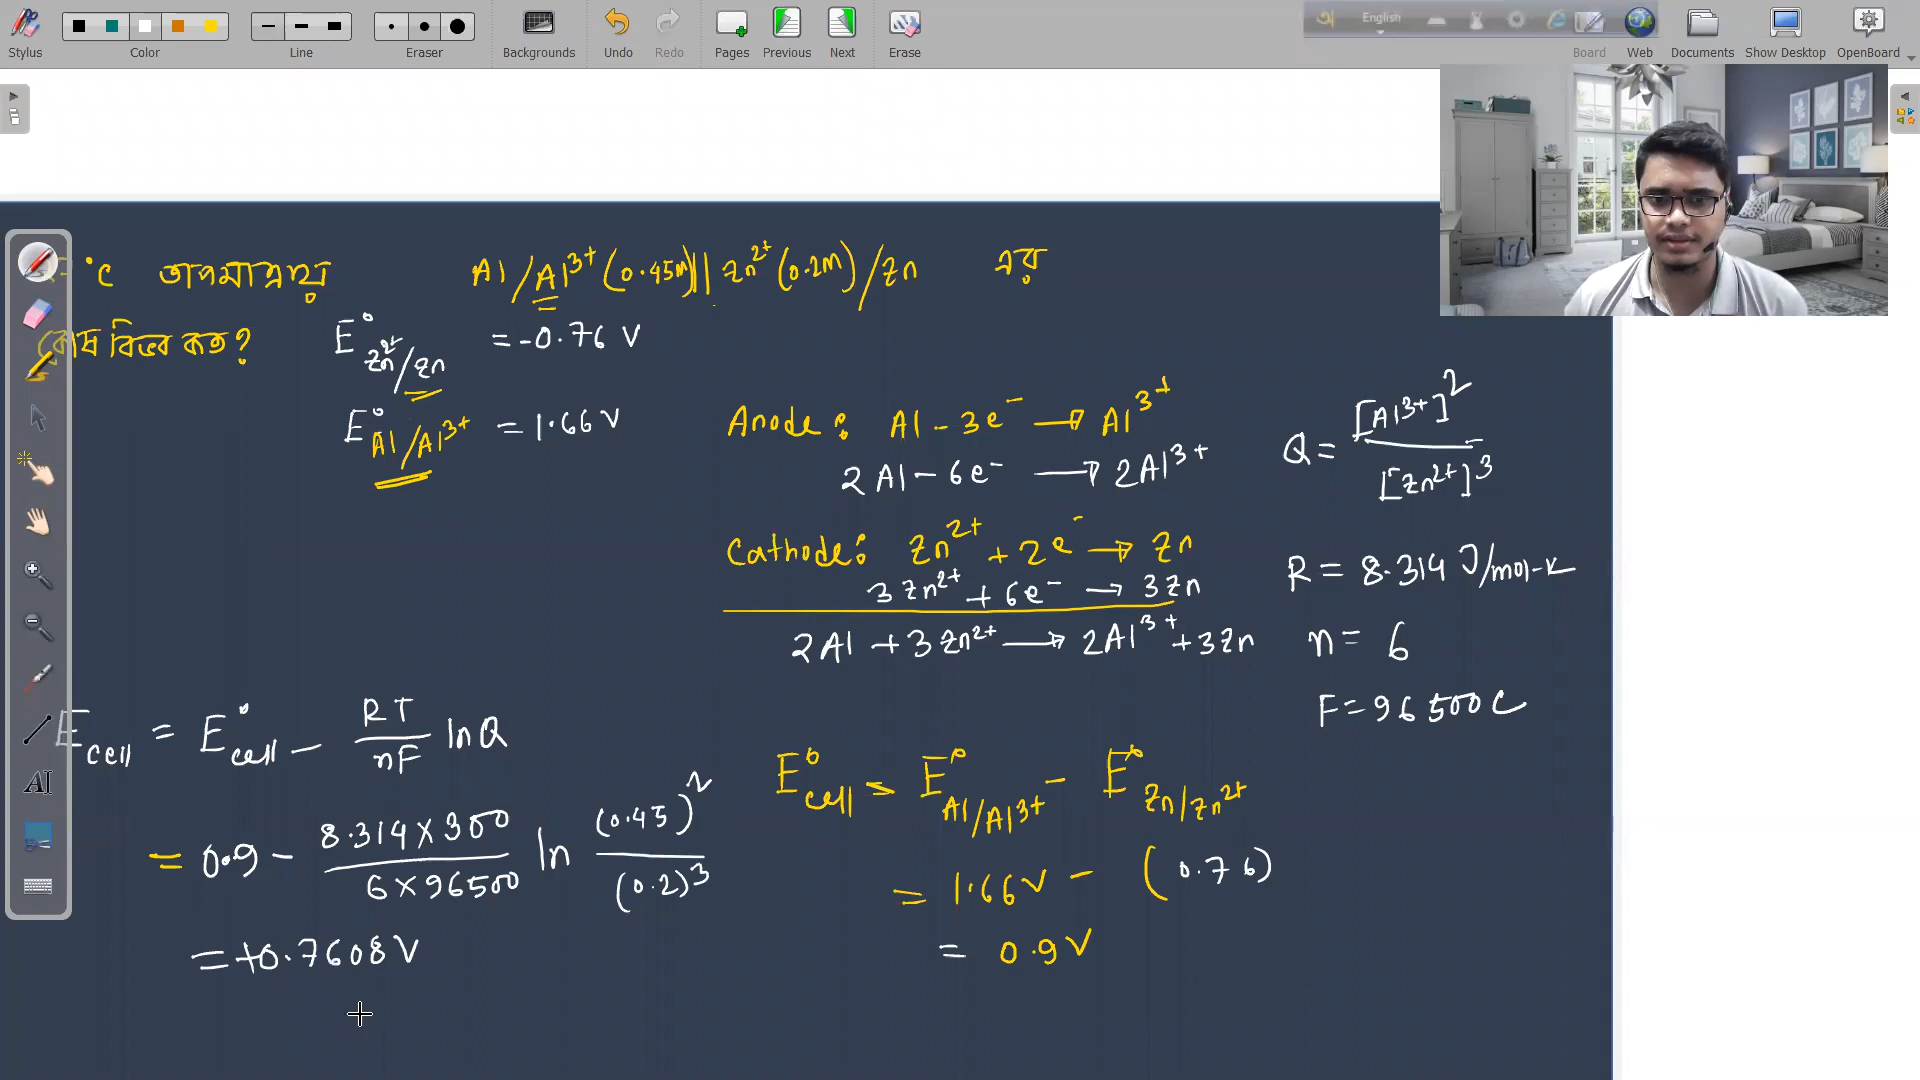 English
Stylus Color Line Eraser Backgrounds Undo Redo Pages Previous Next Erase Board Web Documents Show Desktop OpenBoard
°C তাপমাত্রায় Al/Al³⁺(0.45M)||Zn²⁺(0.2M)/Zn এর
কোষ বিভব কত?
E°Zn²⁺/Zn = -0.76 V
E°Al/Al³⁺ = 1.66 V
Anode: Al - 3e⁻ → Al³⁺
2Al - 6e⁻ → 2Al³⁺
Cathode: Zn²⁺ + 2e⁻ → Zn
3Zn²⁺ + 6e⁻ → 3Zn
2Al + 3Zn²⁺ → 2Al³⁺ + 3Zn
Q = [Al³⁺]² / [Zn²⁺]³
R = 8.314 J/mol-K
n = 6
F = 96500C
Ecell = E°cell - RT/nF lnQ
= 0.9 - 8.314×300 / 6×96500 ln (0.45)² / (0.2)³
= +0.7608V
E°cell = E°Al/Al³⁺ - E°Zn/Zn²⁺
= 1.66V - (0.76)
= 0.9V
AI